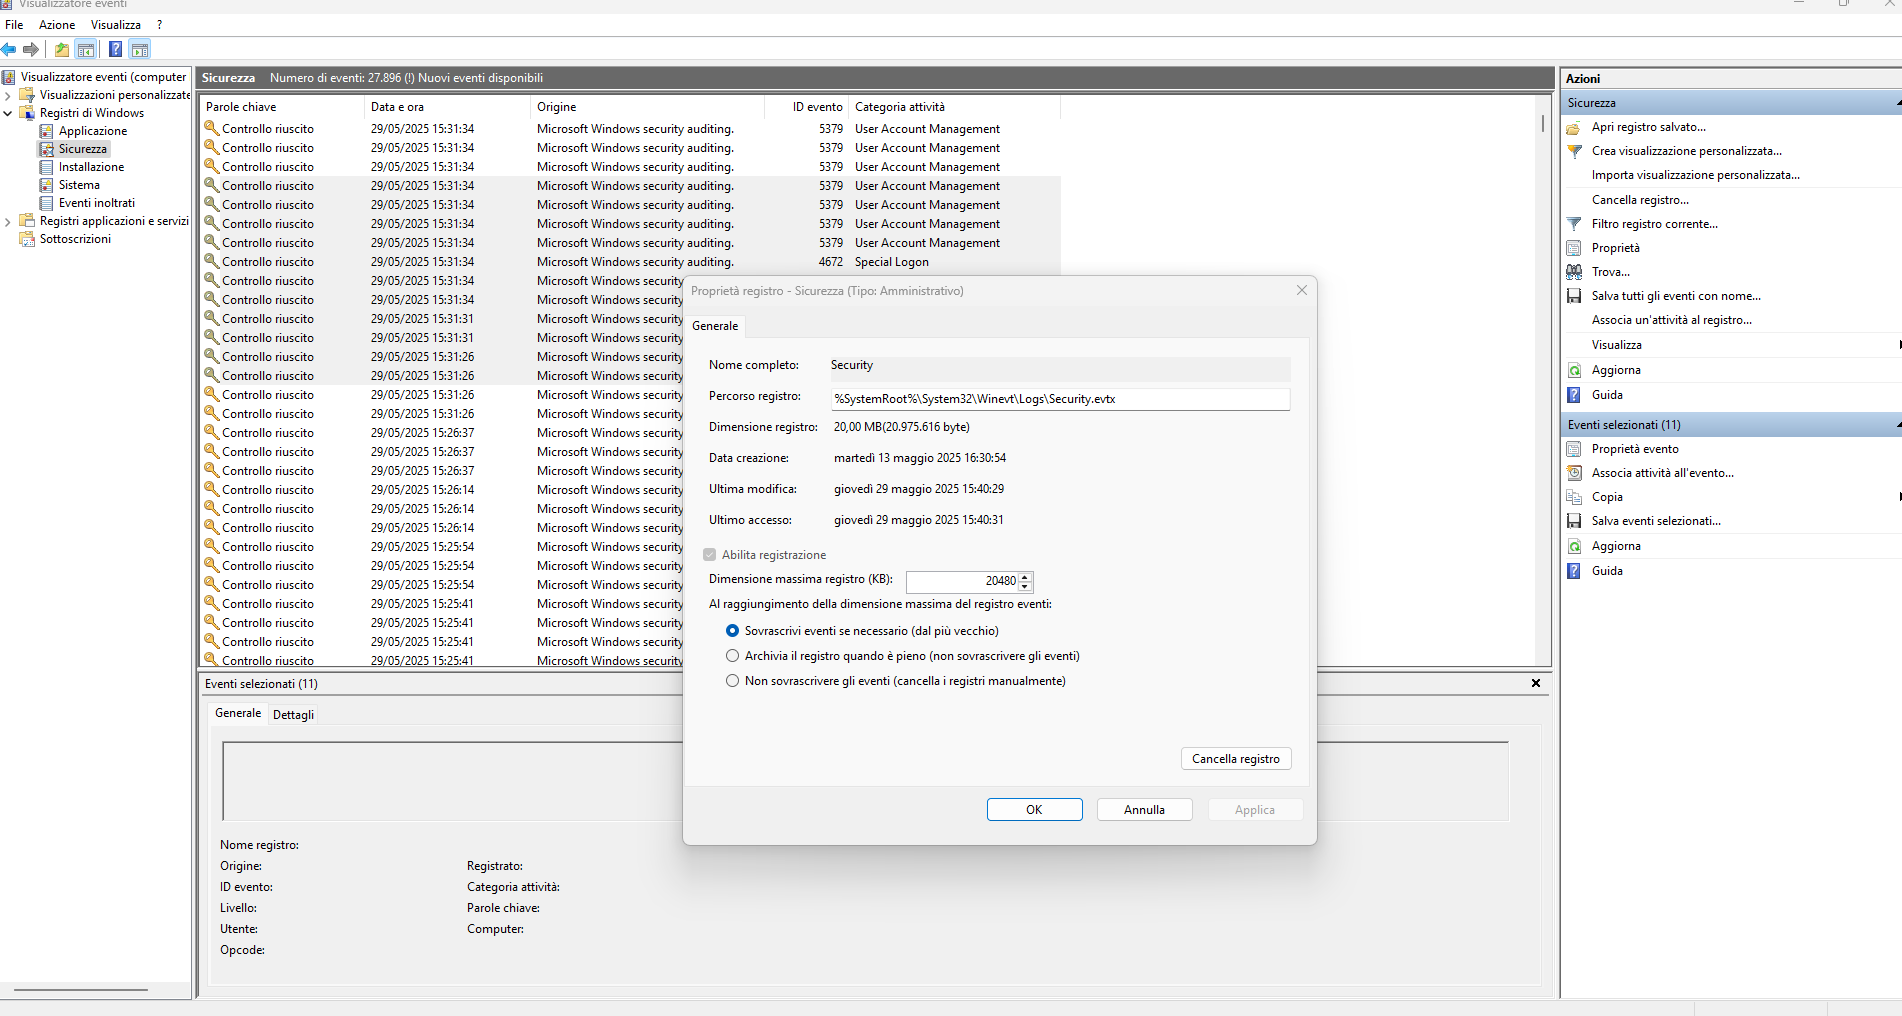 Visualizzatore eventi
File Azione Visualizza ?
Visualizzatore eventi (computer
Visualizzazioni personalizzate
Registri di Windows
Applicazione
Sicurezza
Installazione
Sistema
Eventi inoltrati
Registri applicazioni e servizi
Sottoscrizioni
Sicurezza Numero di eventi: 27.896 (!) Nuovi eventi disponibili
Parole chiave Data e ora Origine ID evento Categoria attività
Controllo riuscito 29/05/2025 15:31:34 Microsoft Windows security auditing. 5379 User Account Management
Controllo riuscito 29/05/2025 15:31:34 Microsoft Windows security auditing. 5379 User Account Management
Controllo riuscito 29/05/2025 15:31:34 Microsoft Windows security auditing. 5379 User Account Management
Controllo riuscito 29/05/2025 15:31:34 Microsoft Windows security auditing. 5379 User Account Management
Controllo riuscito 29/05/2025 15:31:34 Microsoft Windows security auditing. 5379 User Account Management
Controllo riuscito 29/05/2025 15:31:34 Microsoft Windows security auditing. 5379 User Account Management
Controllo riuscito 29/05/2025 15:31:34 Microsoft Windows security auditing. 5379 User Account Management
Controllo riuscito 29/05/2025 15:31:34 Microsoft Windows security auditing. 4672 Special Logon
Controllo riuscito 29/05/2025 15:31:34 Microsoft Windows security
Controllo riuscito 29/05/2025 15:31:34 Microsoft Windows security
Controllo riuscito 29/05/2025 15:31:31 Microsoft Windows security
Controllo riuscito 29/05/2025 15:31:31 Microsoft Windows security
Controllo riuscito 29/05/2025 15:31:26 Microsoft Windows security
Controllo riuscito 29/05/2025 15:31:26 Microsoft Windows security
Controllo riuscito 29/05/2025 15:31:26 Microsoft Windows security
Controllo riuscito 29/05/2025 15:31:26 Microsoft Windows security
Controllo riuscito 29/05/2025 15:26:37 Microsoft Windows security
Controllo riuscito 29/05/2025 15:26:37 Microsoft Windows security
Controllo riuscito 29/05/2025 15:26:37 Microsoft Windows security
Controllo riuscito 29/05/2025 15:26:14 Microsoft Windows security
Controllo riuscito 29/05/2025 15:26:14 Microsoft Windows security
Controllo riuscito 29/05/2025 15:26:14 Microsoft Windows security
Controllo riuscito 29/05/2025 15:25:54 Microsoft Windows security
Controllo riuscito 29/05/2025 15:25:54 Microsoft Windows security
Controllo riuscito 29/05/2025 15:25:54 Microsoft Windows security
Controllo riuscito 29/05/2025 15:25:41 Microsoft Windows security
Controllo riuscito 29/05/2025 15:25:41 Microsoft Windows security
Controllo riuscito 29/05/2025 15:25:41 Microsoft Windows security
Controllo riuscito 29/05/2025 15:25:41 Microsoft Windows security
Eventi selezionati (11)
Generale Dettagli
Nome registro:
Origine: Registrato:
ID evento: Categoria attività:
Livello: Parole chiave:
Utente: Computer:
Opcode:
Proprietà registro - Sicurezza (Tipo: Amministrativo)
Generale
Nome completo: Security
Percorso registro: %SystemRoot%\System32\Winevt\Logs\Security.evtx
Dimensione registro: 20,00 MB(20.975.616 byte)
Data creazione: martedì 13 maggio 2025 16:30:54
Ultima modifica: giovedì 29 maggio 2025 15:40:29
Ultimo accesso: giovedì 29 maggio 2025 15:40:31
Abilita registrazione
Dimensione massima registro (KB): 20480
Al raggiungimento della dimensione massima del registro eventi:
Sovrascrivi eventi se necessario (dal più vecchio)
Archivia il registro quando è pieno (non sovrascrivere gli eventi)
Non sovrascrivere gli eventi (cancella i registri manualmente)
Cancella registro
OK Annulla Applica
Azioni
Sicurezza
Apri registro salvato...
Crea visualizzazione personalizzata...
Importa visualizzazione personalizzata...
Cancella registro...
Filtro registro corrente...
Proprietà
Trova...
Salva tutti gli eventi con nome...
Associa un'attività al registro...
Visualizza
Aggiorna
Guida
Eventi selezionati (11)
Proprietà evento
Associa attività all'evento...
Copia
Salva eventi selezionati...
Aggiorna
Guida